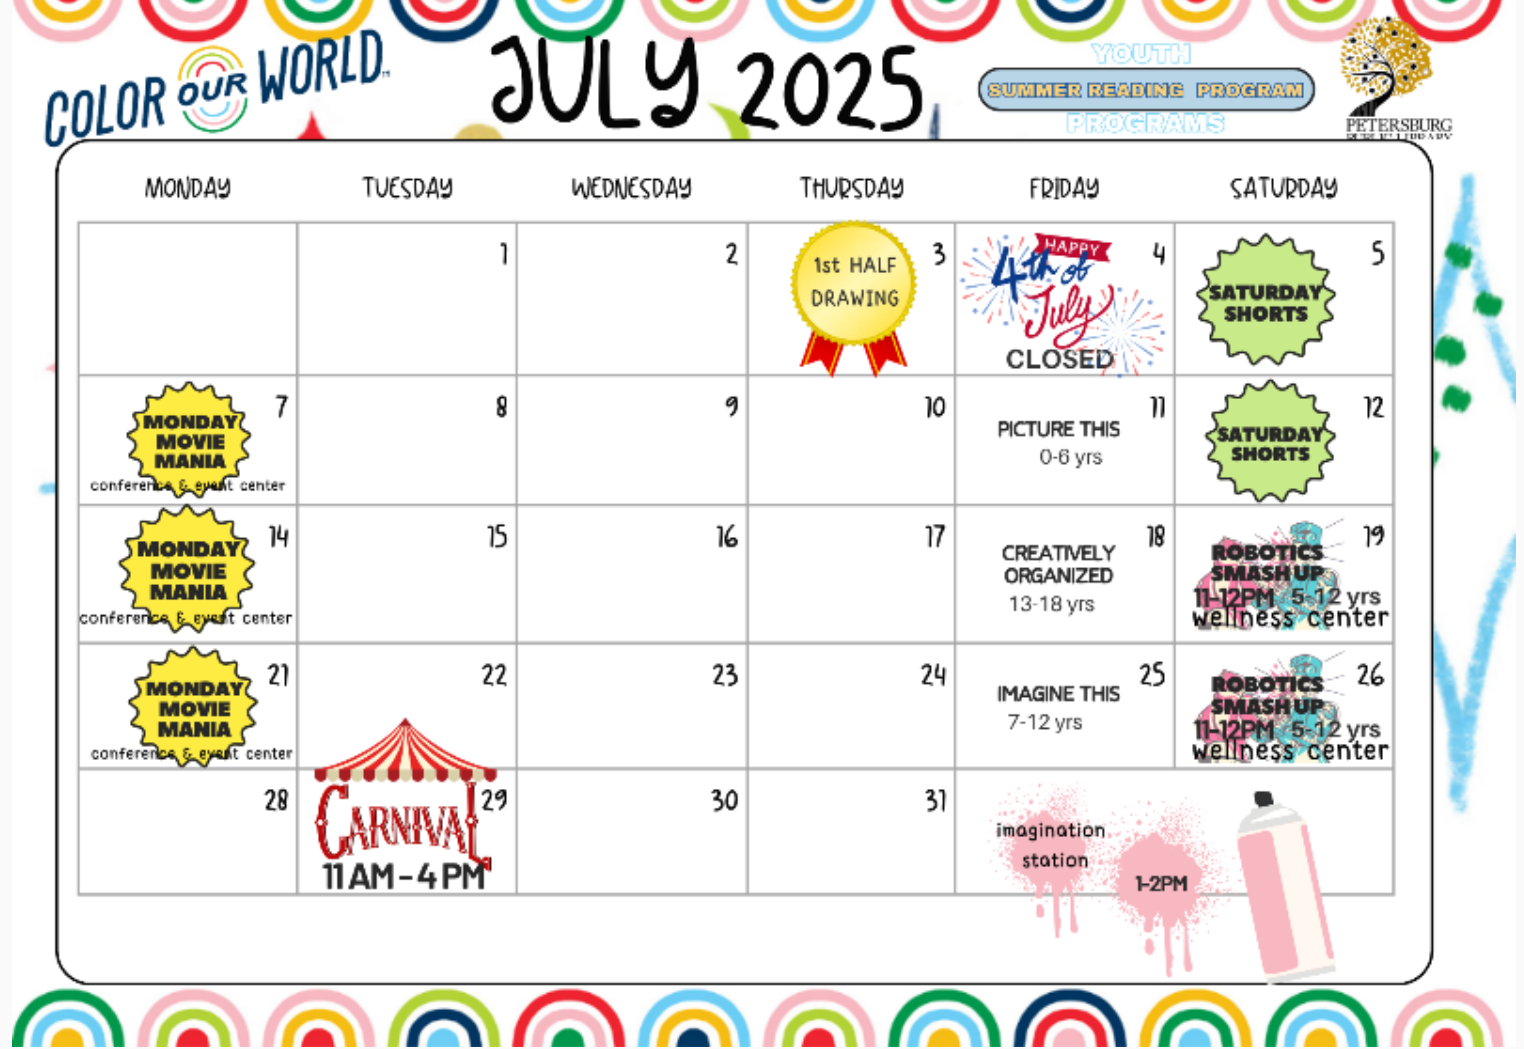 COLOR OUR WORLD
JULY 2025
YOUTH
SUMMER READING PROGRAM
PROGRAMS
PETERSBURG
PUBLIC LIBRARY
MONDAY TUESDAY WEDNESDAY THURSDAY FRIDAY SATURDAY
1
2
3
1st HALF
DRAWING
4
HAPPY
4th of
July
CLOSED
5
SATURDAY
SHORTS
7
MONDAY
MOVIE
MANIA
conference & event center
8
9
10
11
PICTURE THIS
0-6 yrs
12
SATURDAY
SHORTS
14
MONDAY
MOVIE
MANIA
conference & event center
15
16
17
18
CREATIVELY
ORGANIZED
13-18 yrs
19
ROBOTICS
SMASH UP
11-12PM 5-12 yrs
wellness center
21
MONDAY
MOVIE
MANIA
conference & event center
22
23
24
25
IMAGINE THIS
7-12 yrs
26
ROBOTICS
SMASH UP
11-12PM 5-12 yrs
wellness center
28
29
CARNIVAL
11 AM - 4 PM
30
31
imagination
station
1-2PM